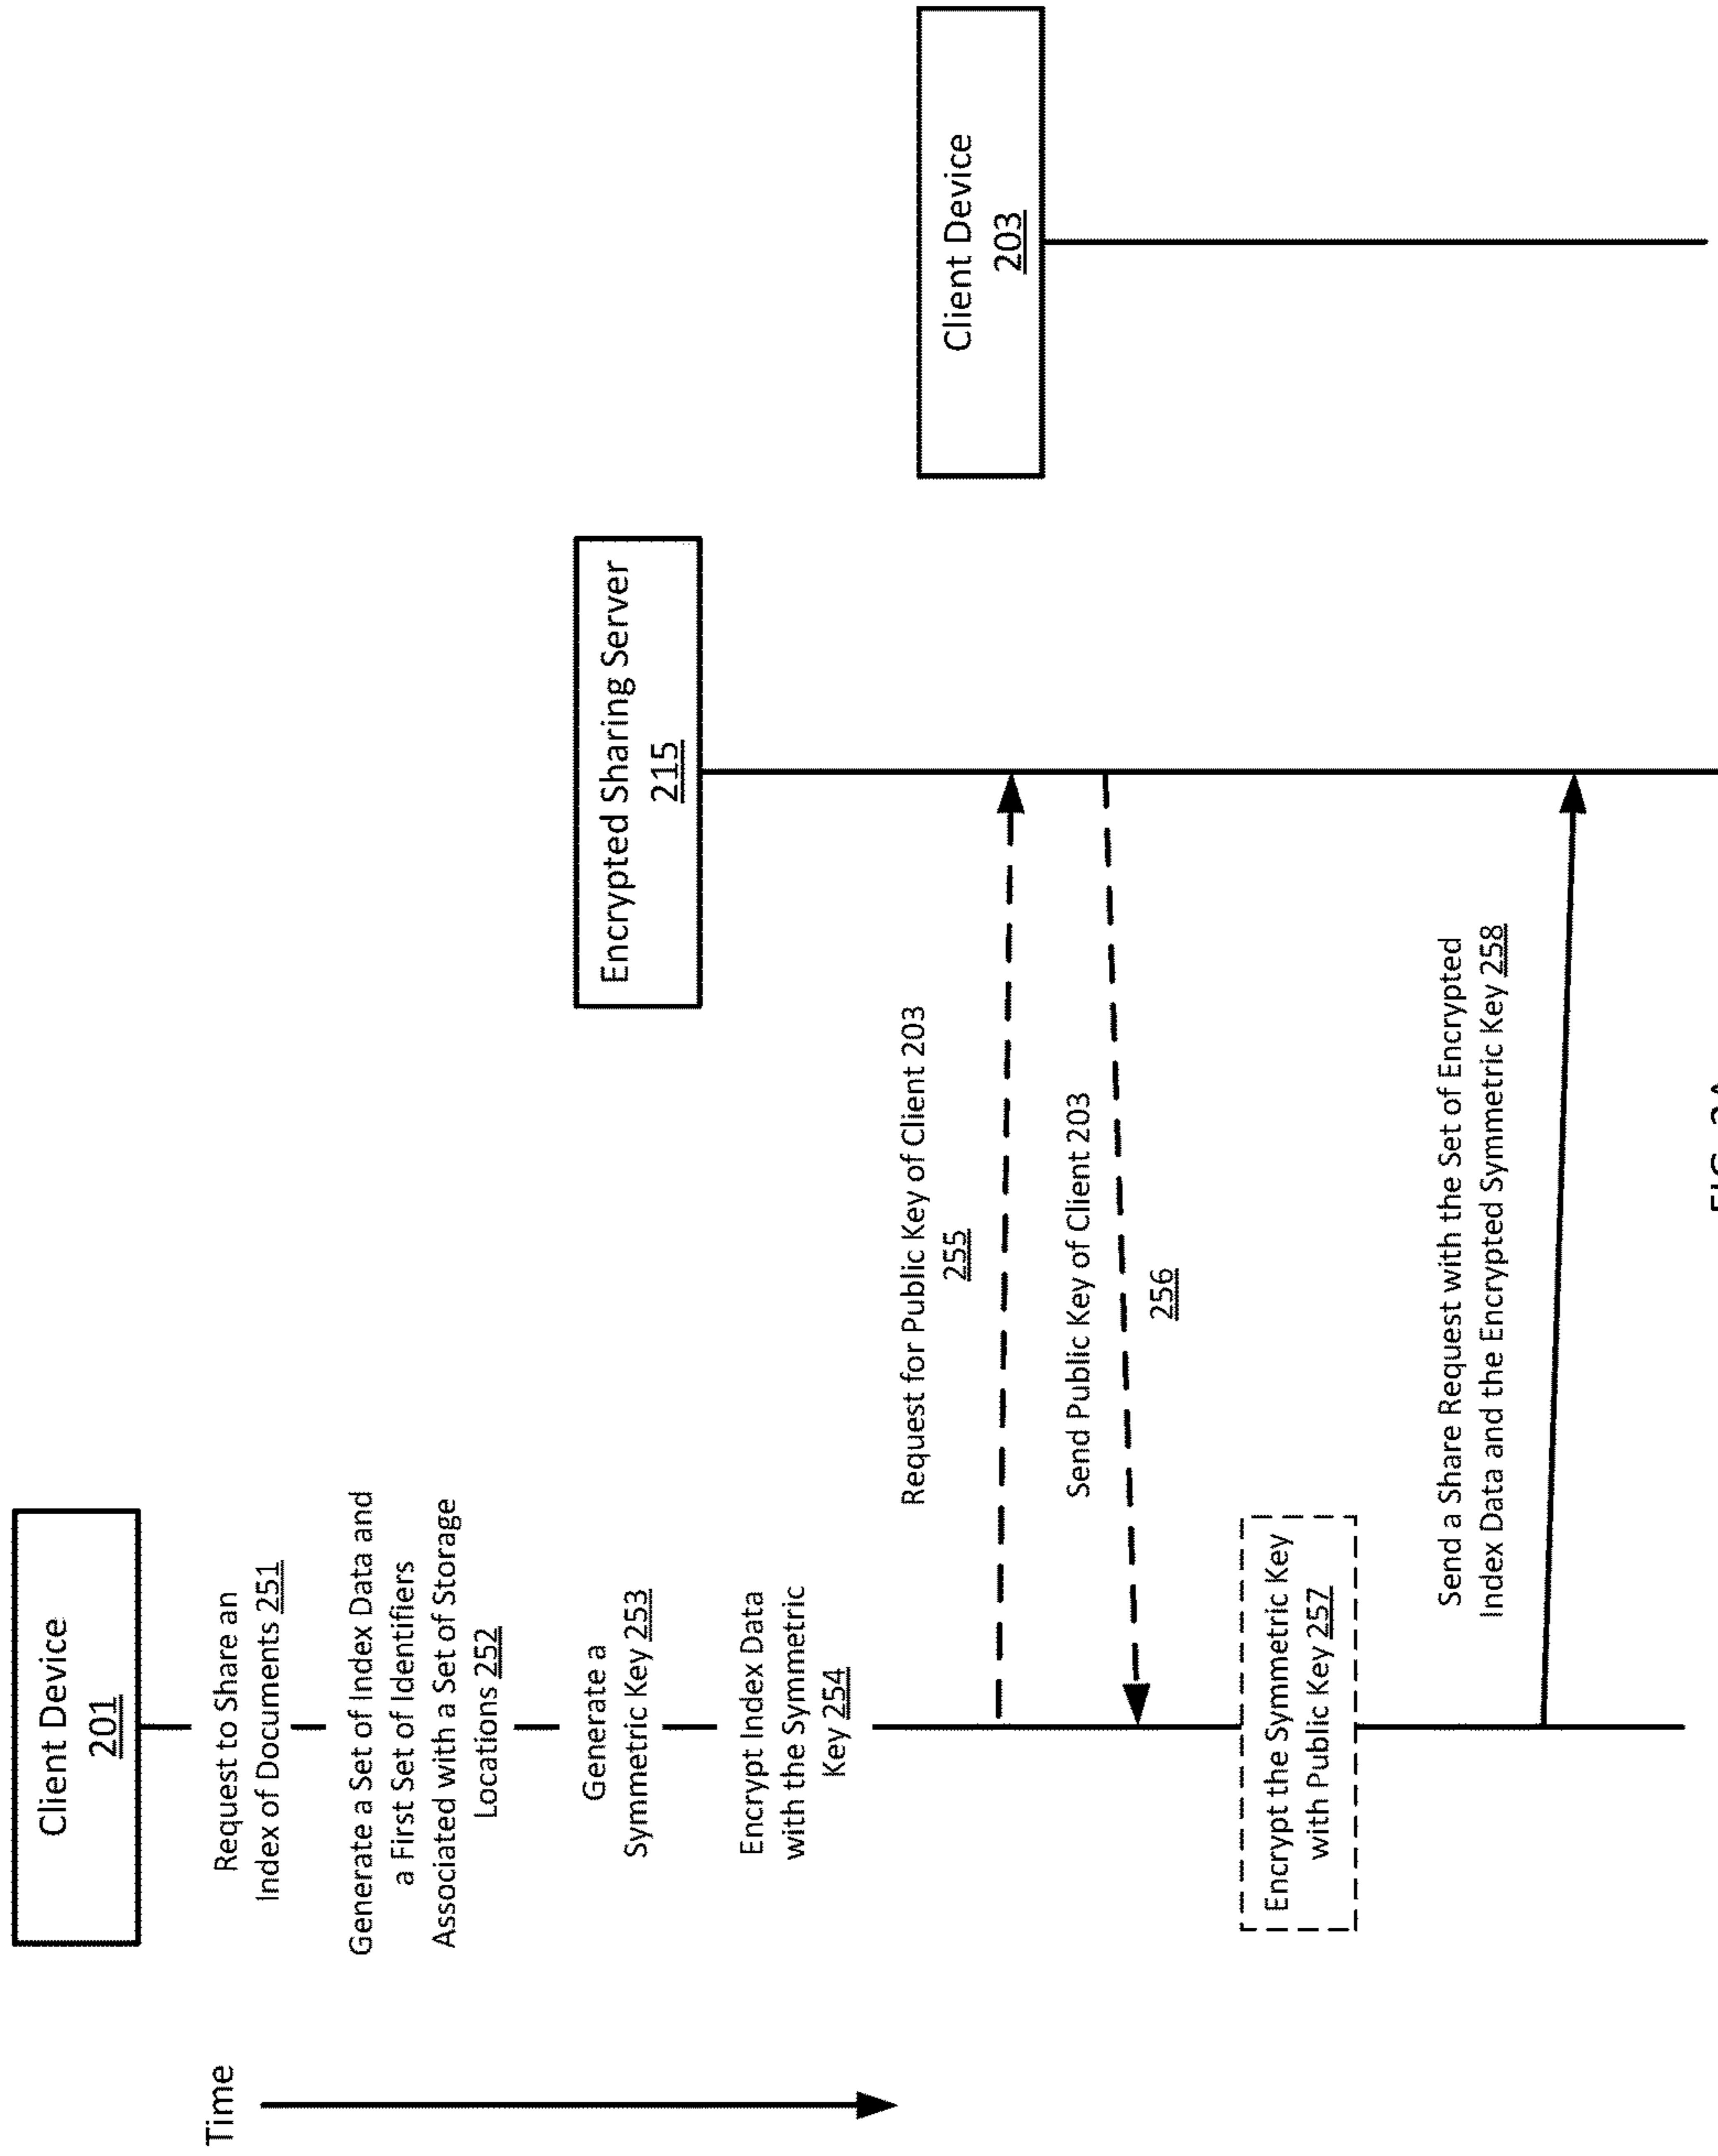 Time
Client Device
201
Request to Share an
Index of Documents 251
Generate a Set of Index Data and
a First Set of Identifiers
Associated with a Set of Storage
Locations 252
Generate a
Symmetric Key 253
Encrypt Index Data
with the Symmetric
Key 254
Encrypted Sharing Server
215
Client Device
203
Request for Public Key of Client 203
255
Send Public Key of Client 203
256
Encrypt the Symmetric Key
with Public Key 257
Send a Share Request with the Set of Encrypted
Index Data and the Encrypted Symmetric Key 258